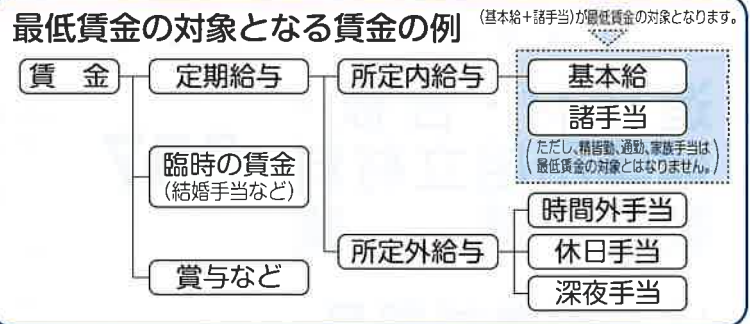 最低賃金の対象となる賃金の例
(基本給+諸手当)が最低賃金の対象となります。
賃　金
定期給与
所定内給与
基本給
諸手当
(ただし、精皆勤、通勤、家族手当は
最低賃金の対象とはなりません。)
臨時の賃金
(結婚手当など)
時間外手当
所定外給与
休日手当
賞与など
深夜手当